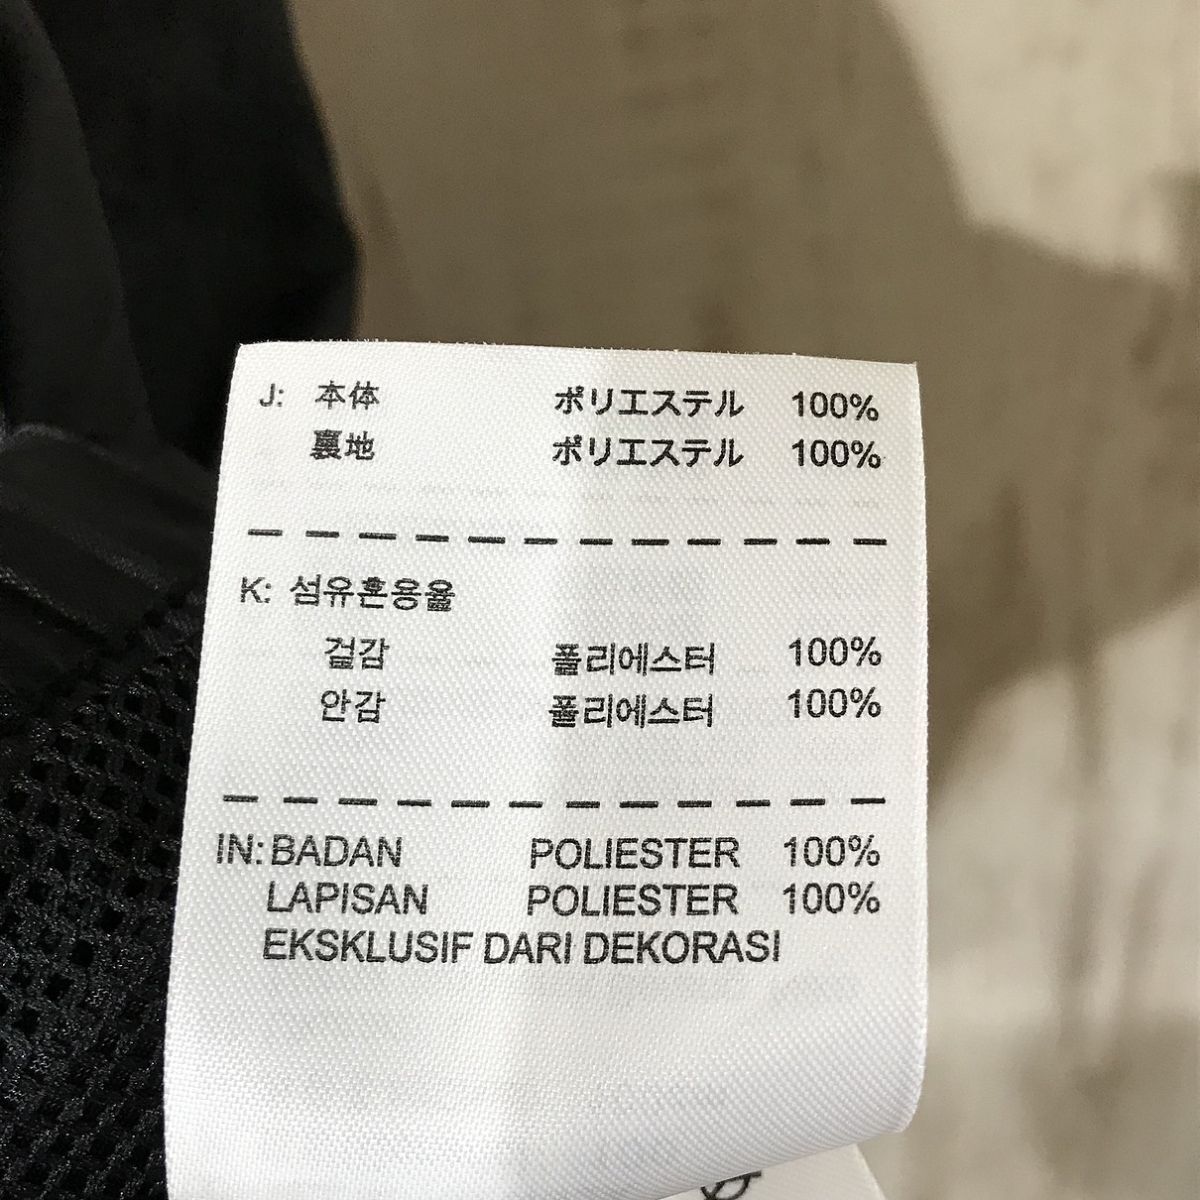 J: 本体 ポリエステル 100%
裏地 ポリエステル 100%
K: 섬유혼용율
겉감 폴리에스터 100%
안감 폴리에스터 100%
IN: BADAN POLIESTER 100%
LAPISAN POLIESTER 100%
EKSKLUSIF DARI DEKORASI